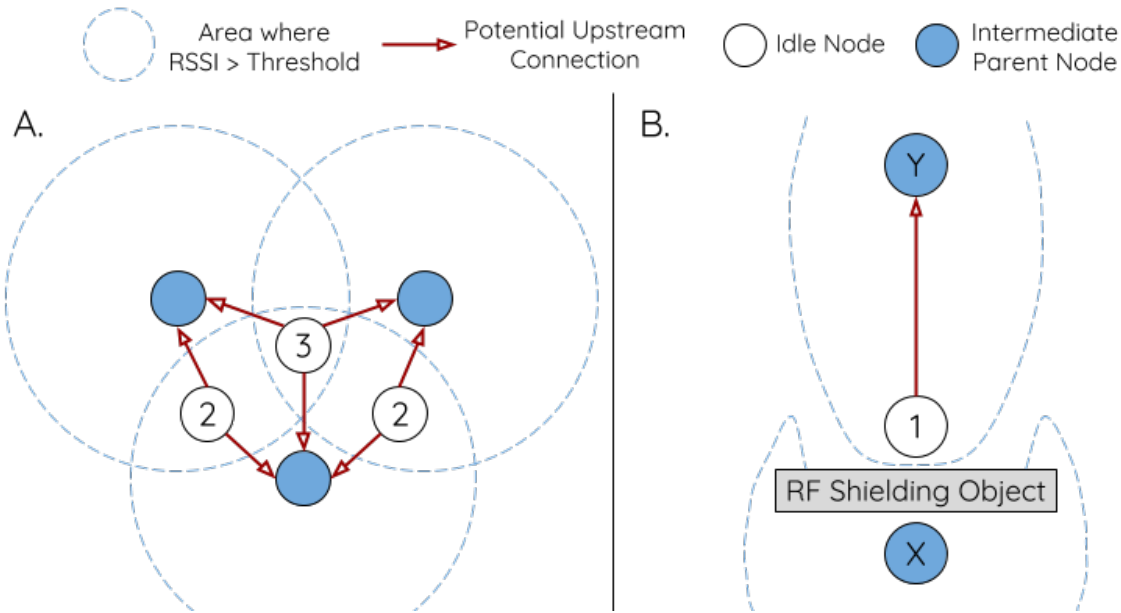 Area where
RSSI > Threshold
Potential Upstream
Connection
Idle Node
Intermediate
Parent Node
A.
B.
Y
3
2
2
1
RF Shielding Object
X